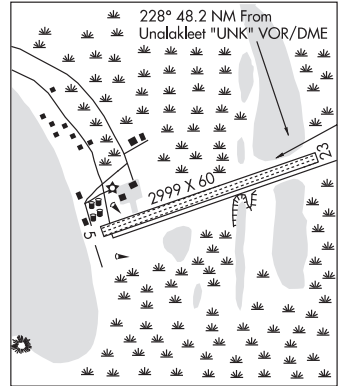 228° 48.2 NM From
Unalakleet "UNK" VOR/DME
2999 X 60
23
5